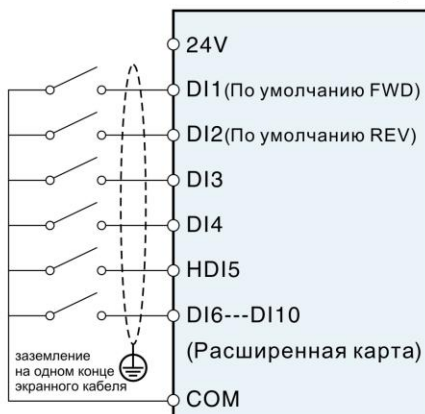 24V
DI1(По умолчанию FWD)
DI2(По умолчанию REV)
DI3
DI4
HDI5
DI6---DI10
(Расширенная карта)
заземление
на одном конце
экранного кабеля
COM